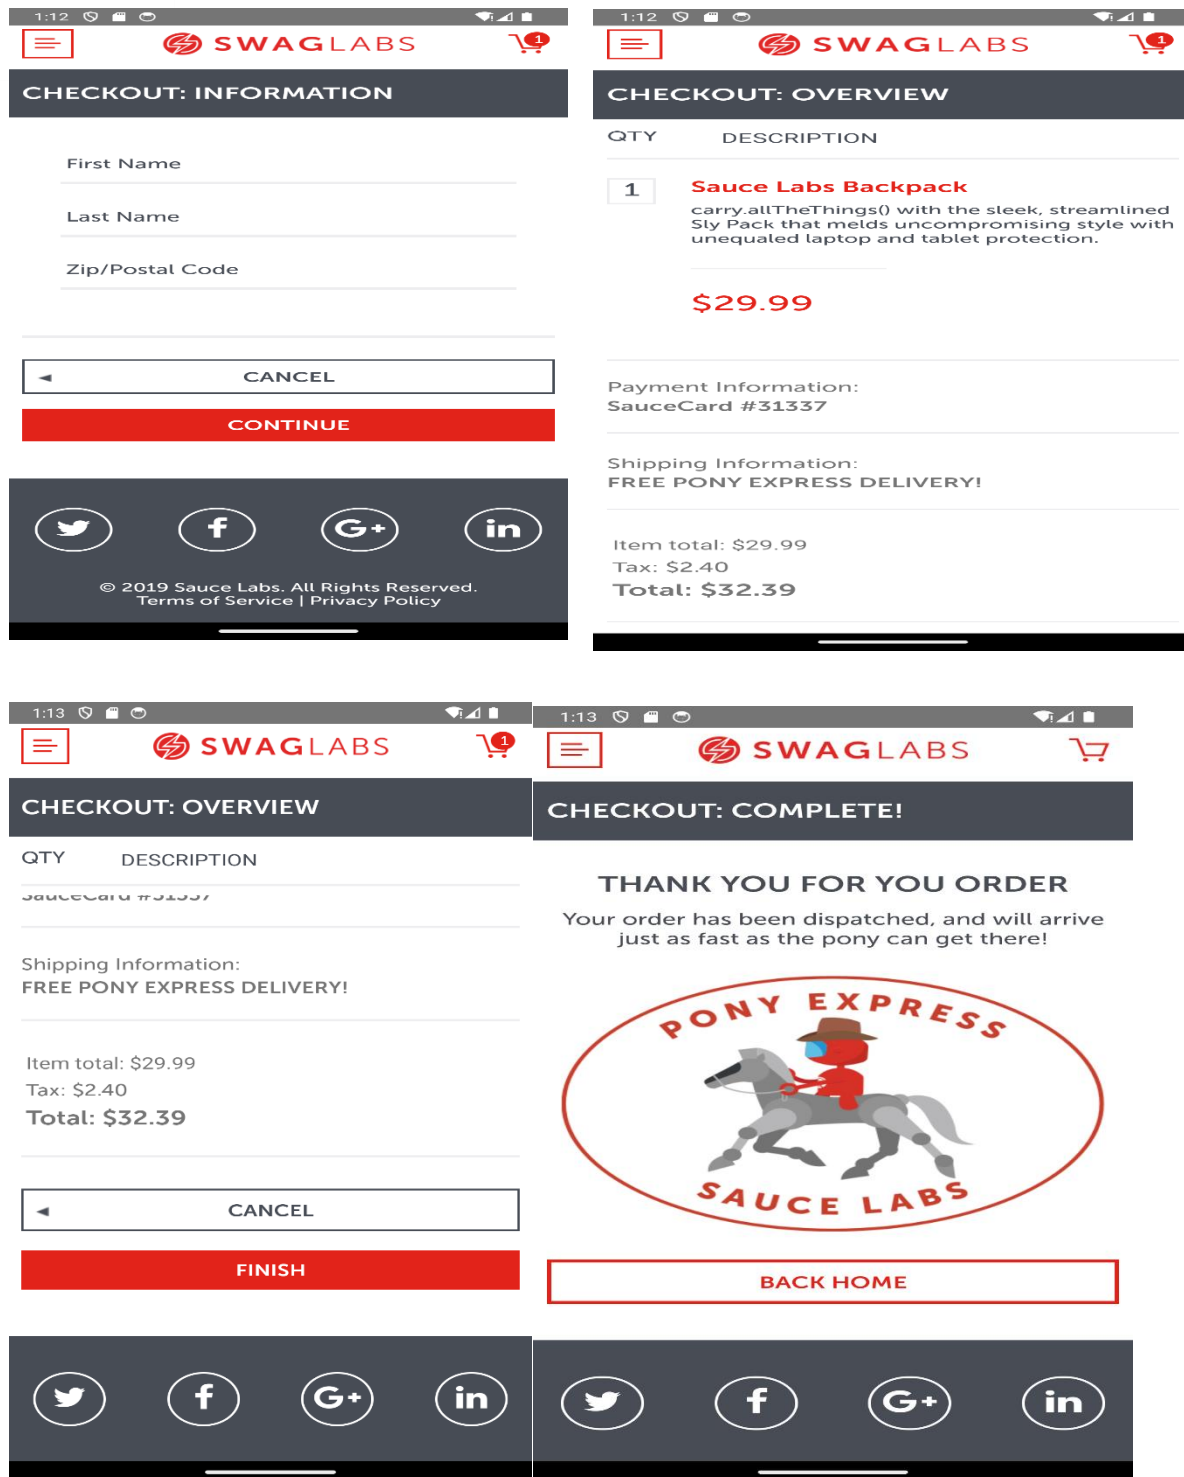 1:12
SWAGLABS
1
CHECKOUT: INFORMATION
First Name
Last Name
Zip/Postal Code
CANCEL
CONTINUE
f
G+
in
© 2019 Sauce Labs. All Rights Reserved.
Terms of Service | Privacy Policy
1:12
SWAGLABS
1
CHECKOUT: OVERVIEW
QTY DESCRIPTION
1 Sauce Labs Backpack
carry.allTheThings() with the sleek, streamlined
Sly Pack that melds uncompromising style with
unequaled laptop and tablet protection.
$29.99
Payment Information:
SauceCard #31337
Shipping Information:
FREE PONY EXPRESS DELIVERY!
Item total: $29.99
Tax: $2.40
Total: $32.39
1:13
SWAGLABS
1
CHECKOUT: OVERVIEW
QTY DESCRIPTION
SauceCard #31337
Shipping Information:
FREE PONY EXPRESS DELIVERY!
Item total: $29.99
Tax: $2.40
Total: $32.39
CANCEL
FINISH
f
G+
in
1:13
SWAGLABS
CHECKOUT: COMPLETE!
THANK YOU FOR YOU ORDER
Your order has been dispatched, and will arrive
just as fast as the pony can get there!
PONY EXPRESS
SAUCE LABS
BACK HOME
f
G+
in